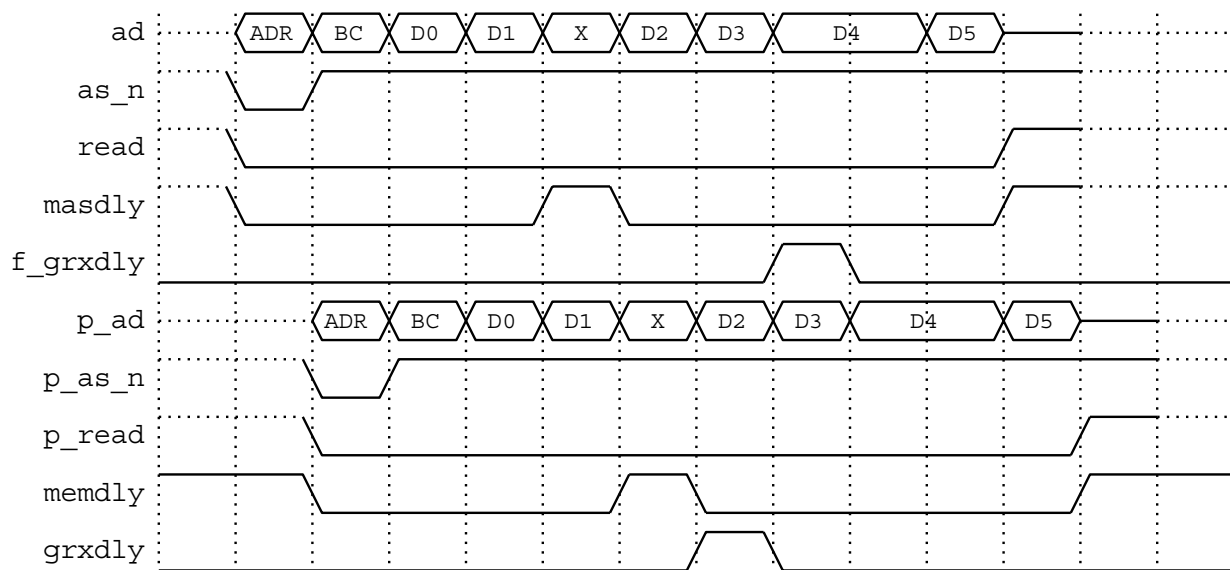 ad ADR BC D0 D1 X D2 D3 D4 D5
as_n
read
masdly
f_grxdly
p_ad ADR BC D0 D1 X D2 D3 D4 D5
p_as_n
p_read
memdly
grxdly